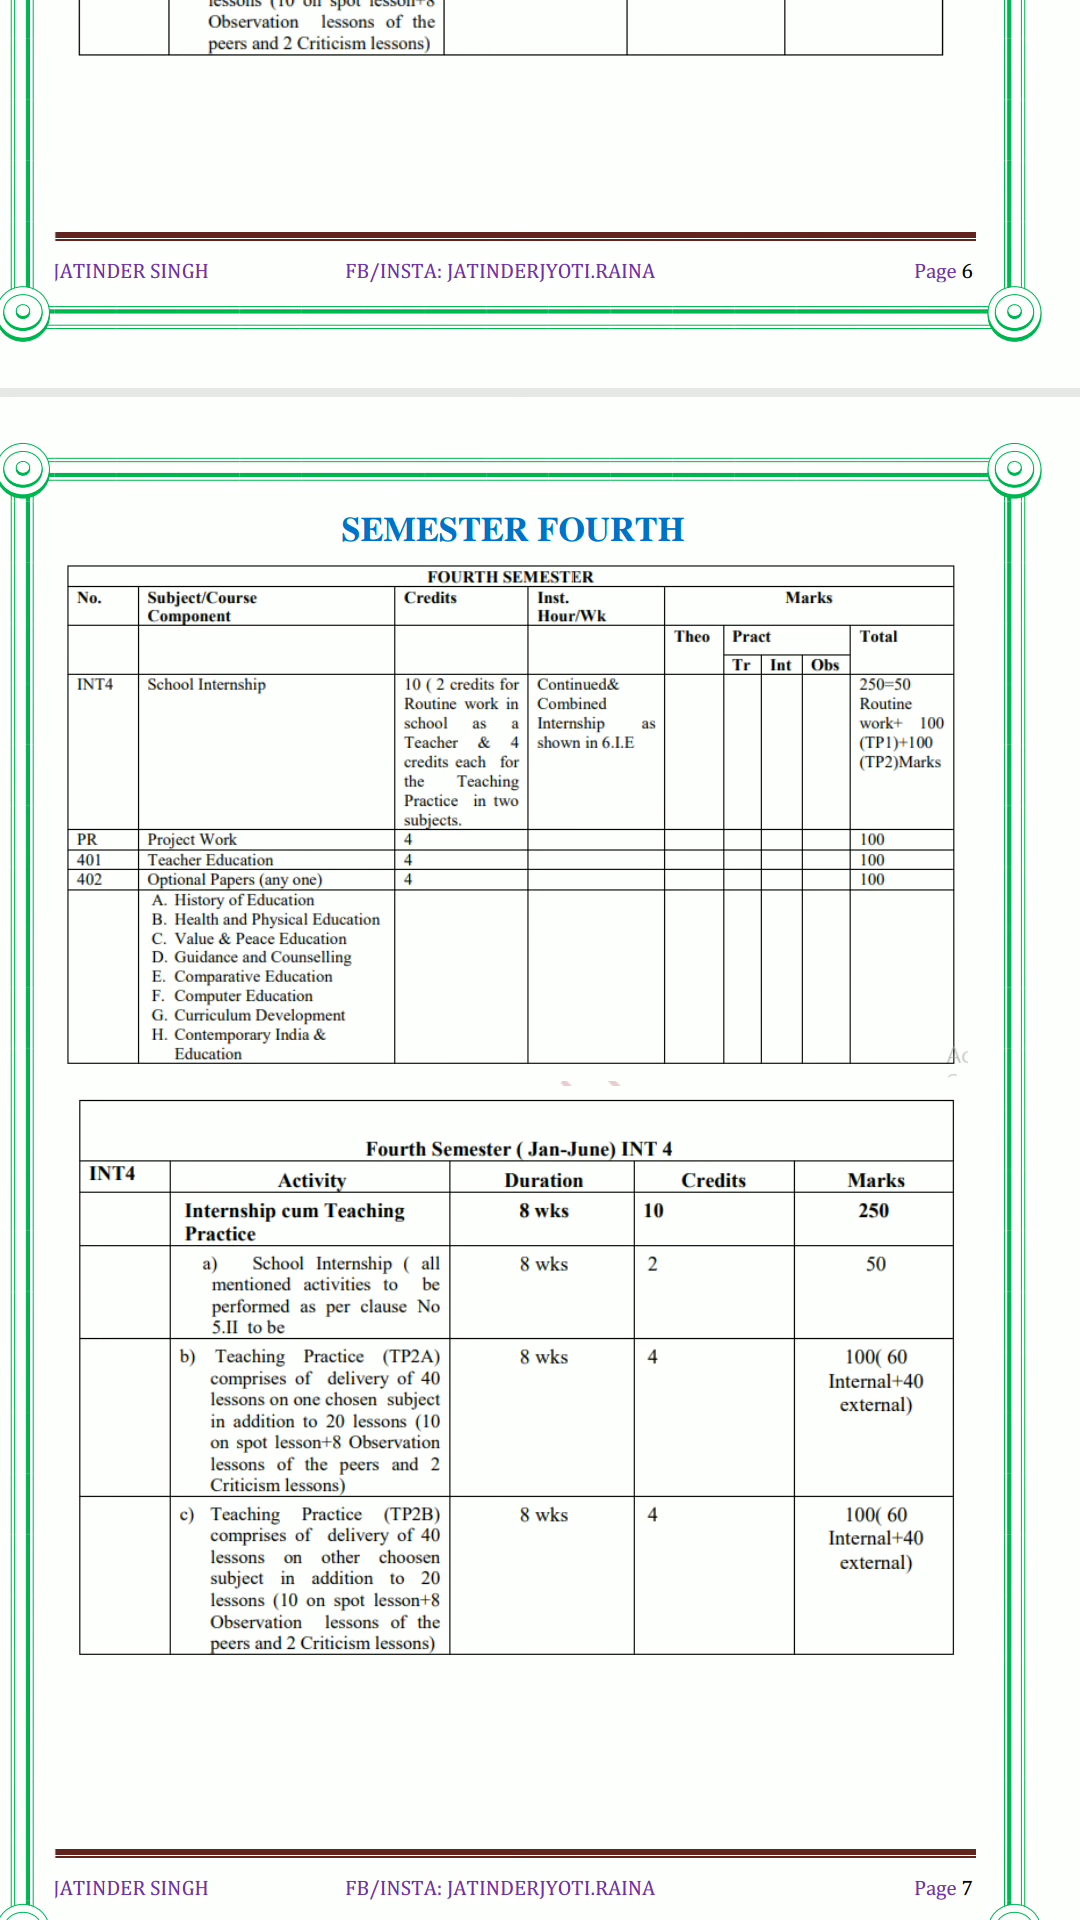 lessons (10 on spot lesson+8
Observation lessons of the
peers and 2 Criticism lessons)
JATINDER SINGH FB/INSTA: JATINDERJYOTI.RAINA Page 6
SEMESTER FOURTH
FOURTH SEMESTER
No. Subject/Course Credits Inst. Marks
Component Hour/Wk
Theo Pract Total
Tr Int Obs
INT4 School Internship 10 ( 2 credits for Continued& 250=50
Routine work in Combined Routine
school as a Internship as work+ 100
Teacher & 4 shown in 6.I.E (TP1)+100
credits each for (TP2)Marks
the Teaching
Practice in two
subjects.
PR Project Work 4 100
401 Teacher Education 4 100
402 Optional Papers (any one) 4 100
A. History of Education
B. Health and Physical Education
C. Value & Peace Education
D. Guidance and Counselling
E. Comparative Education
F. Computer Education
G. Curriculum Development
H. Contemporary India &
Education
Fourth Semester ( Jan-June) INT 4
INT4 Activity Duration Credits Marks
Internship cum Teaching 8 wks 10 250
Practice
a) School Internship ( all 8 wks 2 50
mentioned activities to be
performed as per clause No
5.II to be
b) Teaching Practice (TP2A) 8 wks 4 100( 60
comprises of delivery of 40 Internal+40
lessons on one chosen subject external)
in addition to 20 lessons (10
on spot lesson+8 Observation
lessons of the peers and 2
Criticism lessons)
c) Teaching Practice (TP2B) 8 wks 4 100( 60
comprises of delivery of 40 Internal+40
lessons on other choosen external)
subject in addition to 20
lessons (10 on spot lesson+8
Observation lessons of the
peers and 2 Criticism lessons)
JATINDER SINGH FB/INSTA: JATINDERJYOTI.RAINA Page 7